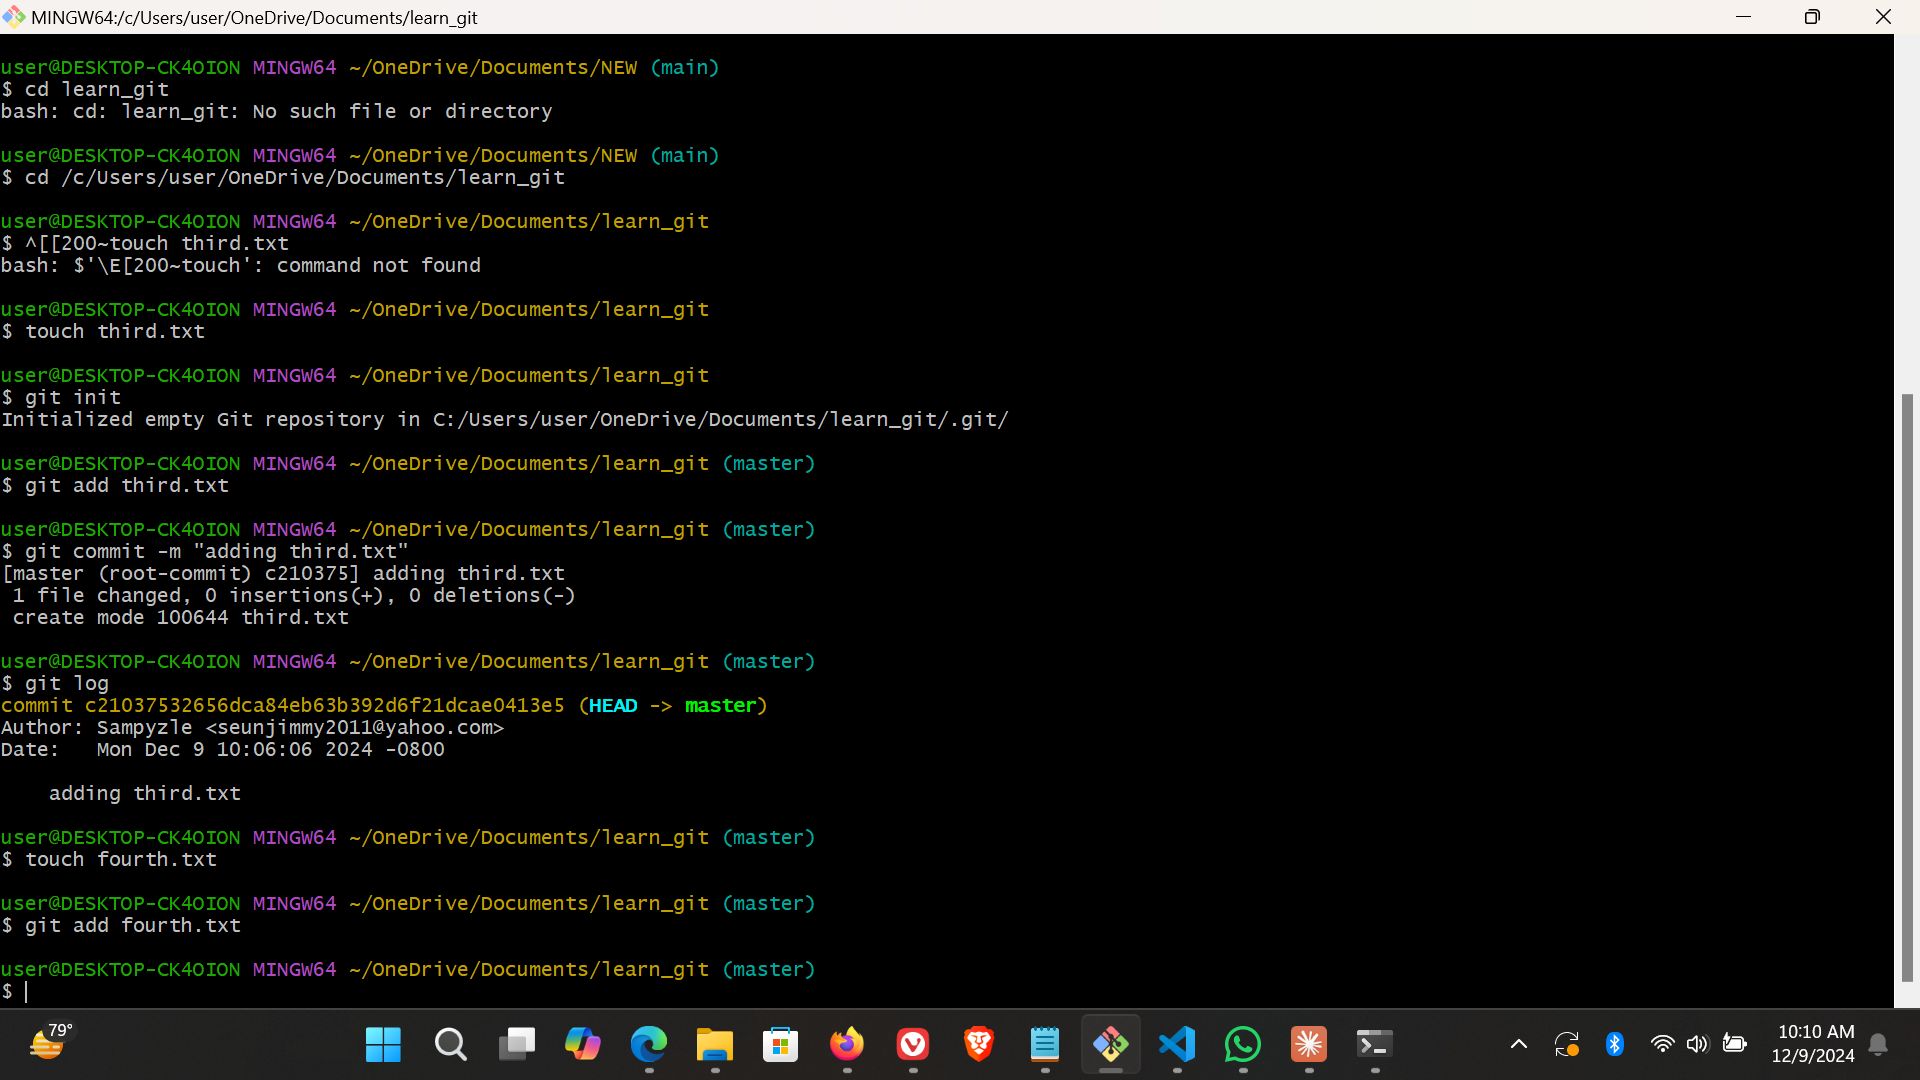 MINGW64:/c/Users/user/OneDrive/Documents/learn_git
user@DESKTOP-CK4OION MINGW64 ~/OneDrive/Documents/NEW (main)
$ cd learn_git
bash: cd: learn_git: No such file or directory
user@DESKTOP-CK4OION MINGW64 ~/OneDrive/Documents/NEW (main)
$ cd /c/Users/user/OneDrive/Documents/learn_git
user@DESKTOP-CK4OION MINGW64 ~/OneDrive/Documents/learn_git
$ ^[[200~touch third.txt
bash: $'\E[200~touch': command not found
user@DESKTOP-CK4OION MINGW64 ~/OneDrive/Documents/learn_git
$ touch third.txt
user@DESKTOP-CK4OION MINGW64 ~/OneDrive/Documents/learn_git
$ git init
Initialized empty Git repository in C:/Users/user/OneDrive/Documents/learn_git/.git/
user@DESKTOP-CK4OION MINGW64 ~/OneDrive/Documents/learn_git (master)
$ git add third.txt
user@DESKTOP-CK4OION MINGW64 ~/OneDrive/Documents/learn_git (master)
$ git commit -m "adding third.txt"
[master (root-commit) c210375] adding third.txt
 1 file changed, 0 insertions(+), 0 deletions(-)
 create mode 100644 third.txt
user@DESKTOP-CK4OION MINGW64 ~/OneDrive/Documents/learn_git (master)
$ git log
commit c21037532656dca84eb63b392d6f21dcae0413e5 (HEAD -> master)
Author: Sampyzle <seunjimmy2011@yahoo.com>
Date:   Mon Dec 9 10:06:06 2024 -0800
    adding third.txt
user@DESKTOP-CK4OION MINGW64 ~/OneDrive/Documents/learn_git (master)
$ touch fourth.txt
user@DESKTOP-CK4OION MINGW64 ~/OneDrive/Documents/learn_git (master)
$ git add fourth.txt
user@DESKTOP-CK4OION MINGW64 ~/OneDrive/Documents/learn_git (master)
$
79°
10:10 AM
12/9/2024